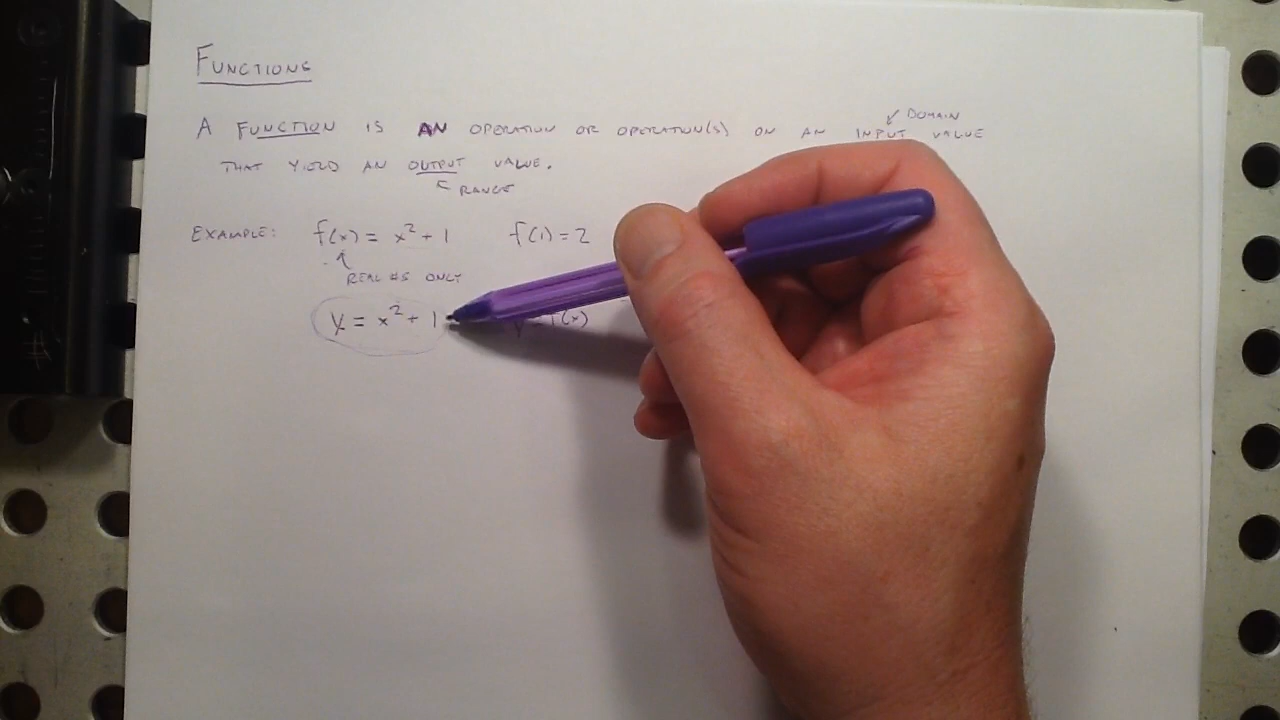 FUNCTIONS
↙ DOMAIN
A FUNCTION IS AN OPERATION OR OPERATION(S) ON AN INPUT VALUE
THAT YIELD AN OUTPUT VALUE.
↖ RANGE
EXAMPLE: f(x) = x² + 1 f(1) = 2
REAL #S ONLY
y = x² + 1 y = f(x)